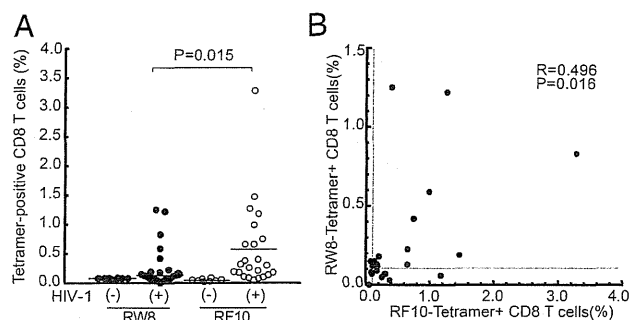 A
Tetramer-positive CD8 T cells (%)
4.0
3.5
3.0
2.5
2.0
1.5
1.0
0.5
0.0
P=0.015
HIV-1 (-) (+) (-) (+)
RW8 RF10
B
RW8-Tetramer+ CD8 T cells(%)
1.5
1.0
0.5
0.0
R=0.496
P=0.016
0.0 1.0 2.0 3.0 4.0
RF10-Tetramer+ CD8 T cells(%)